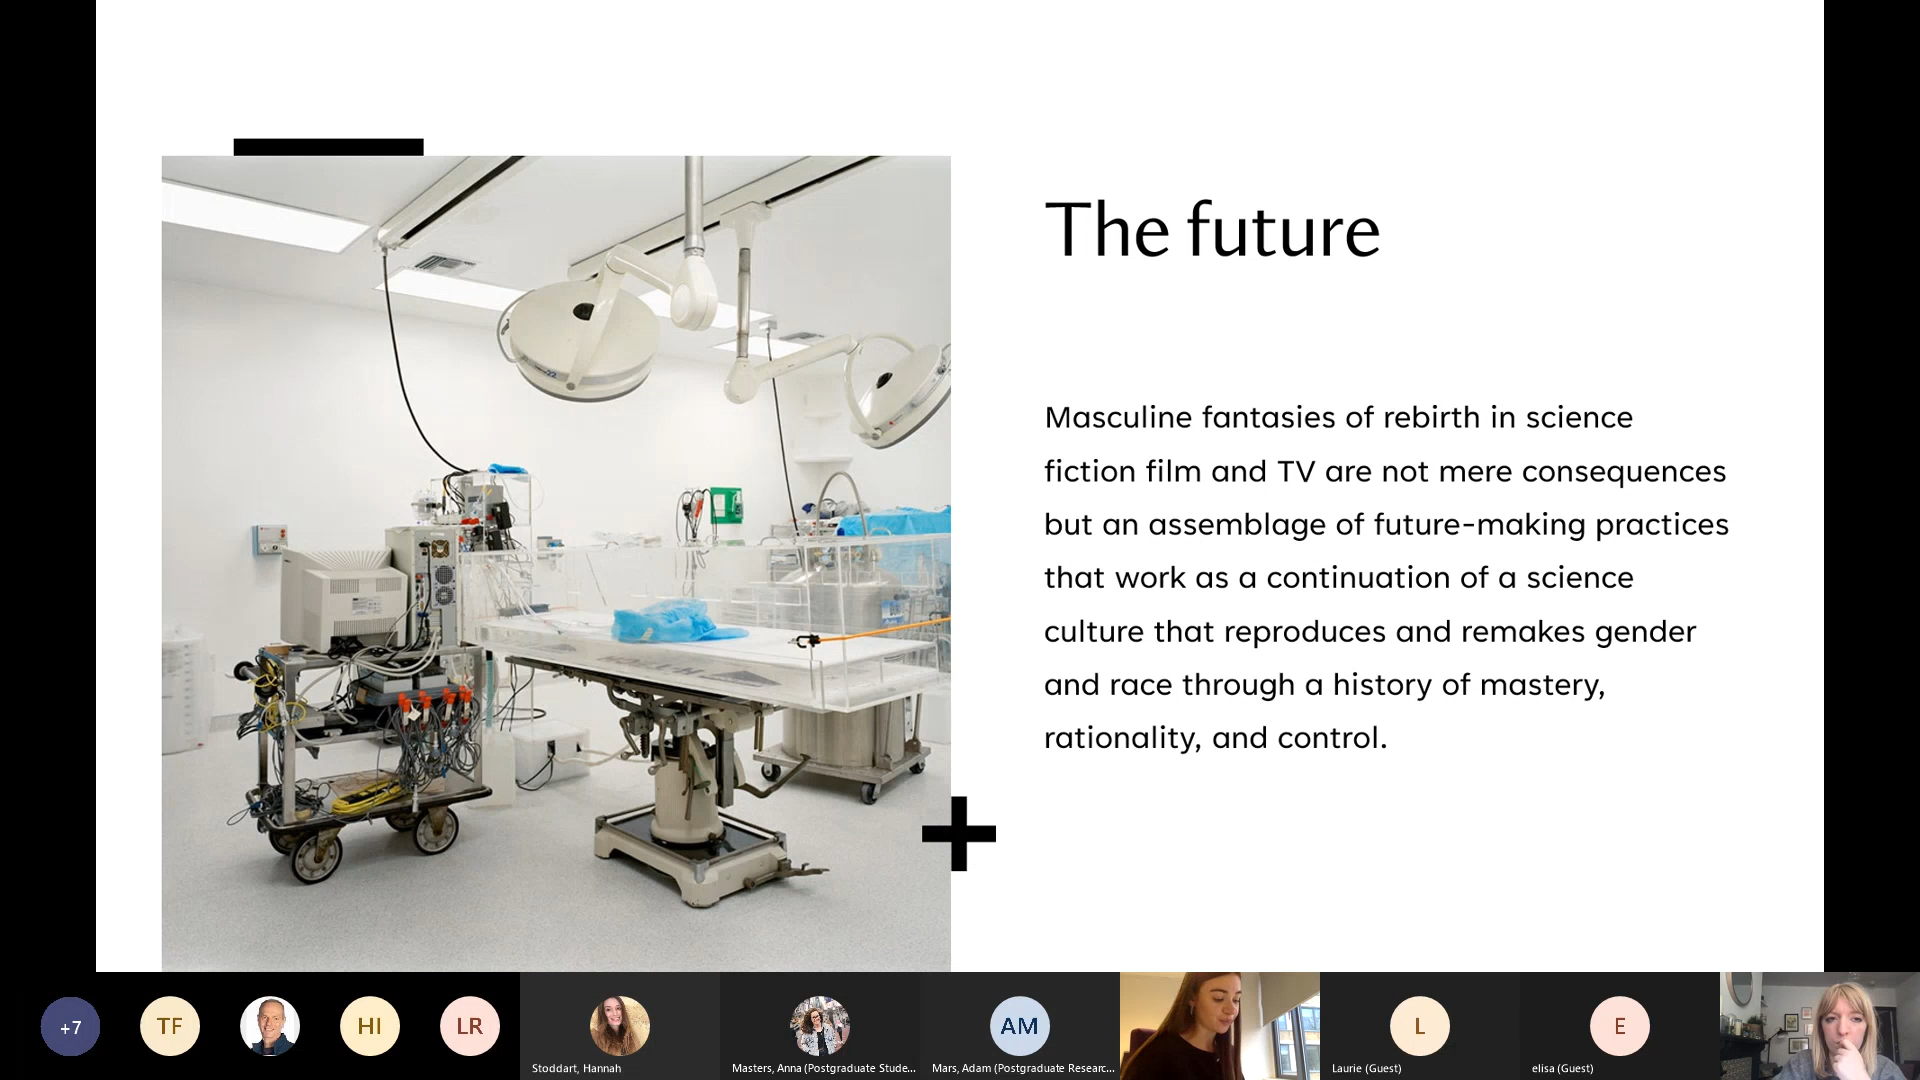 The future
Masculine fantasies of rebirth in science
fiction film and TV are not mere consequences
but an assemblage of future-making practices
that work as a continuation of a science
culture that reproduces and remakes gender
and race through a history of mastery,
rationality, and control.
+7
TF
HI
LR
Stoddart, Hannah
Masters, Anna (Postgraduate Stude...
AM
Mars, Adam (Postgraduate Researc...
L
Laurie (Guest)
E
elisa (Guest)